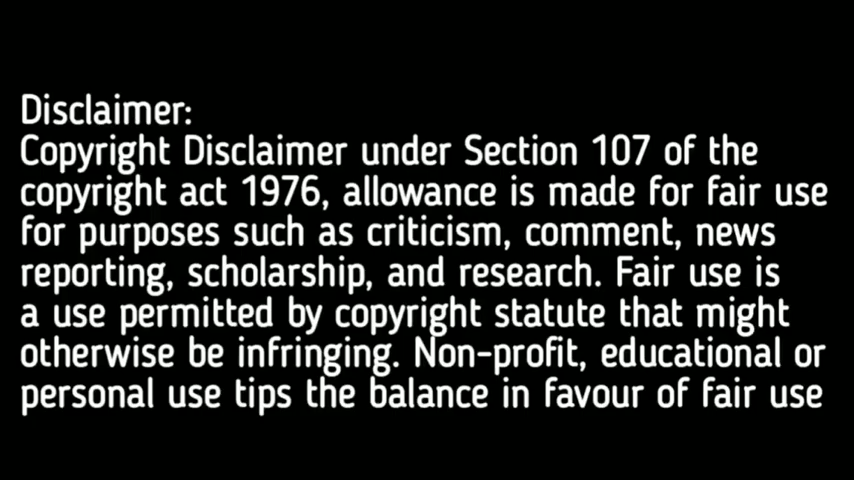 Disclaimer:
Copyright Disclaimer under Section 107 of the
copyright act 1976, allowance is made for fair use
for purposes such as criticism, comment, news
reporting, scholarship, and research. Fair use is
a use permitted by copyright statute that might
otherwise be infringing. Non-profit, educational or
personal use tips the balance in favour of fair use